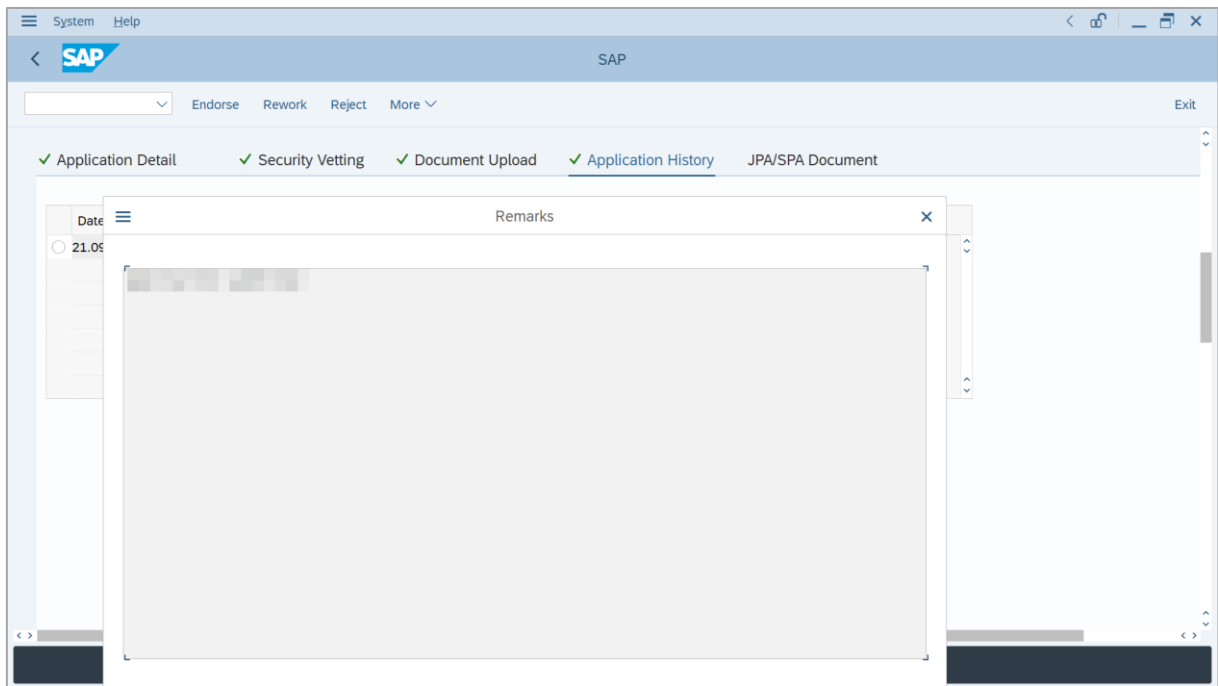 System Help
SAP SAP
Endorse Rework Reject More Exit
Application Detail Security Vetting Document Upload Application History JPA/SPA Document
Date Remarks
21.09